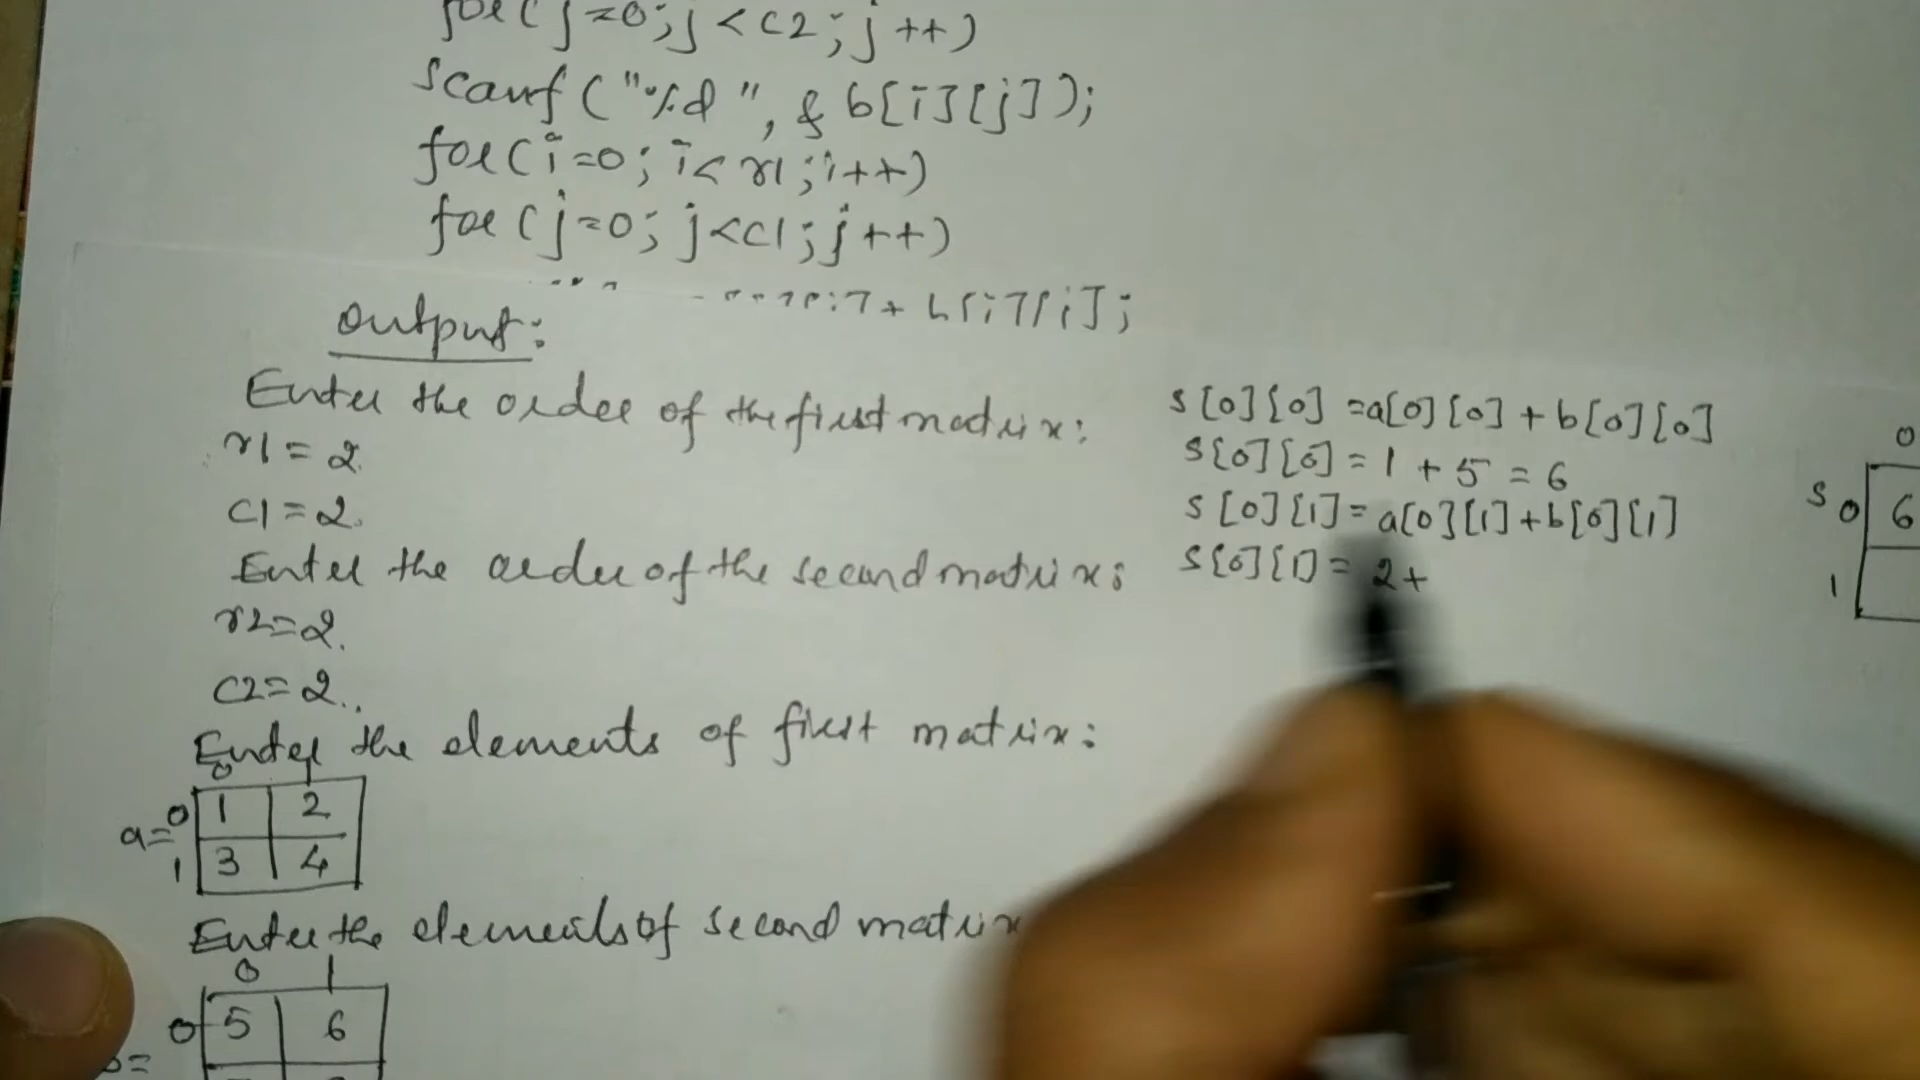 for(j=0;j<c2;j++)
scanf("%d", & b[i][j]);
for(i=0; i<r1;i++)
for(j=0; j<c1;j++)
+ b[i][j];
output:
Enter the order of the first matrix:
r1=2.
c1=2.
Enter the order of the second matrix:
r2=2.
c2=2..
Enter the elements of first matrix:
0 1
a= 0 1 2
1 3 4
Enter the elements of second matrix
0 1
0 5 6
b=
s[0][0]=a[0][0]+b[0][0]
s[0][0]=1+5=6
s[0][1]=a[0][1]+b[0][1]
s[0][1]=2+
0
s 0 6
1